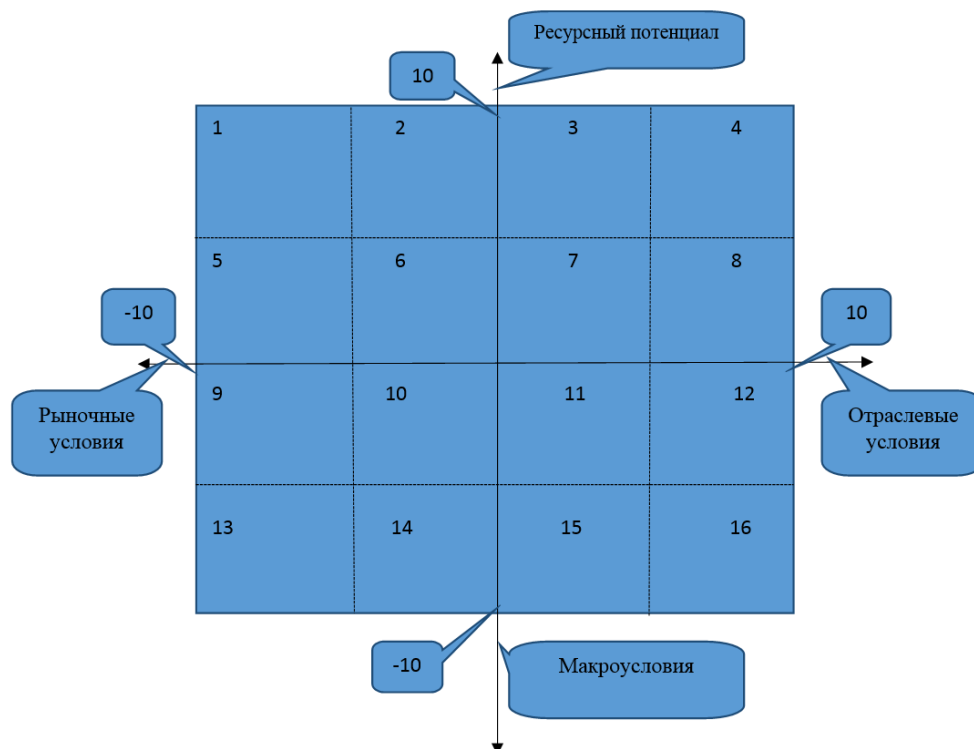 Ресурсный потенциал
10
1 2 3 4
5 6 7 8
-10 10
9 10 11 12
Рыночные
условия
Отраслевые
условия
13 14 15 16
-10
Макроусловия